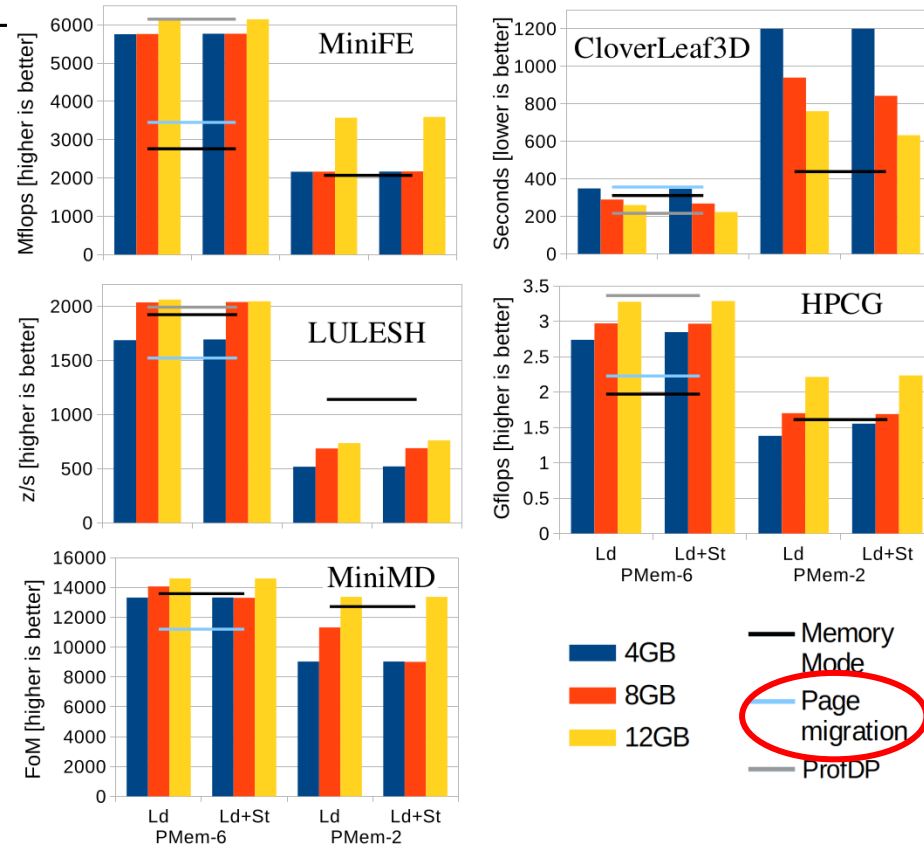 MiniFE
Mflops [higher is better]
6000
5000
4000
3000
2000
1000
0
CloverLeaf3D
Seconds [lower is better]
1200
1000
800
600
400
200
0
LULESH
z/s [higher is better]
2000
1500
1000
500
0
HPCG
Gflops [higher is better]
3.5
3
2.5
2
1.5
1
0.5
0
Ld Ld+St Ld Ld+St
PMem-6 PMem-2
MiniMD
FoM [higher is better]
16000
14000
12000
10000
8000
6000
4000
2000
0
Ld Ld+St Ld Ld+St
PMem-6 PMem-2
4GB
8GB
12GB
Memory
Mode
Page
migration
ProfDP